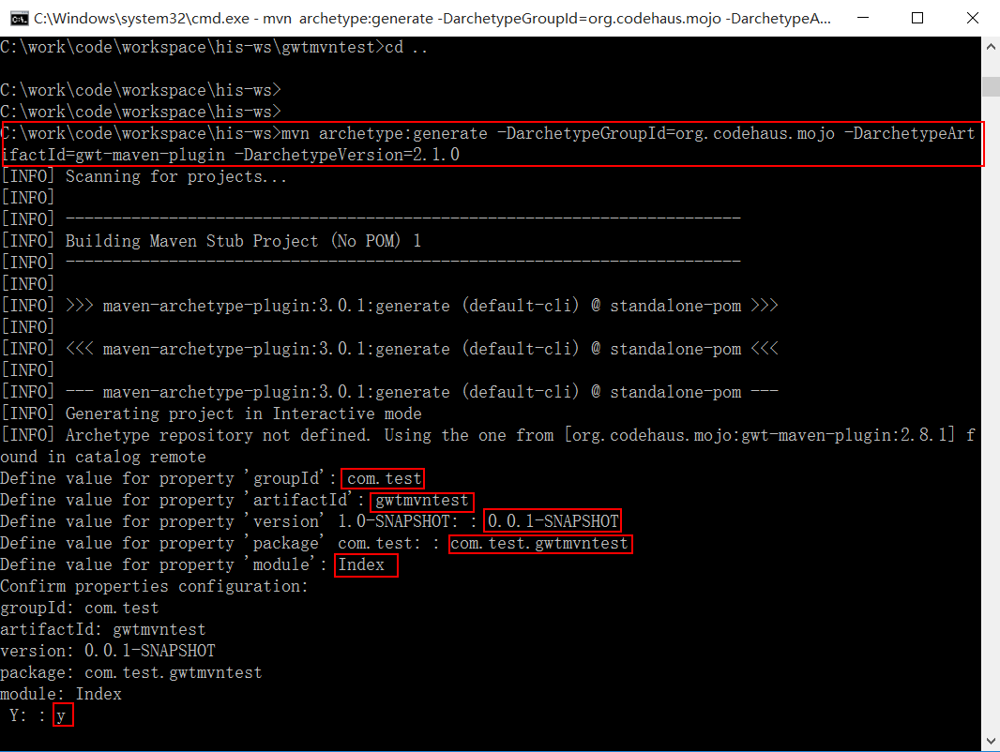 C:\Windows\system32\cmd.exe - mvn  archetype:generate -DarchetypeGroupId=org.codehaus.mojo -DarchetypeA...
C:\work\code\workspace\his-ws\gwtmvntest>cd ..
C:\work\code\workspace\his-ws>
C:\work\code\workspace\his-ws>
C:\work\code\workspace\his-ws>mvn archetype:generate -DarchetypeGroupId=org.codehaus.mojo -DarchetypeArt
ifactId=gwt-maven-plugin -DarchetypeVersion=2.1.0
[INFO] Scanning for projects...
[INFO]
[INFO] ------------------------------------------------------------------------
[INFO] Building Maven Stub Project (No POM) 1
[INFO] ------------------------------------------------------------------------
[INFO]
[INFO] >>> maven-archetype-plugin:3.0.1:generate (default-cli) @ standalone-pom >>>
[INFO]
[INFO] <<< maven-archetype-plugin:3.0.1:generate (default-cli) @ standalone-pom <<<
[INFO]
[INFO] --- maven-archetype-plugin:3.0.1:generate (default-cli) @ standalone-pom ---
[INFO] Generating project in Interactive mode
[INFO] Archetype repository not defined. Using the one from [org.codehaus.mojo:gwt-maven-plugin:2.8.1] f
ound in catalog remote
Define value for property 'groupId': com.test
Define value for property 'artifactId': gwtmvntest
Define value for property 'version' 1.0-SNAPSHOT: : 0.0.1-SNAPSHOT
Define value for property 'package' com.test: : com.test.gwtmvntest
Define value for property 'module': Index
Confirm properties configuration:
groupId: com.test
artifactId: gwtmvntest
version: 0.0.1-SNAPSHOT
package: com.test.gwtmvntest
module: Index
 Y: : y